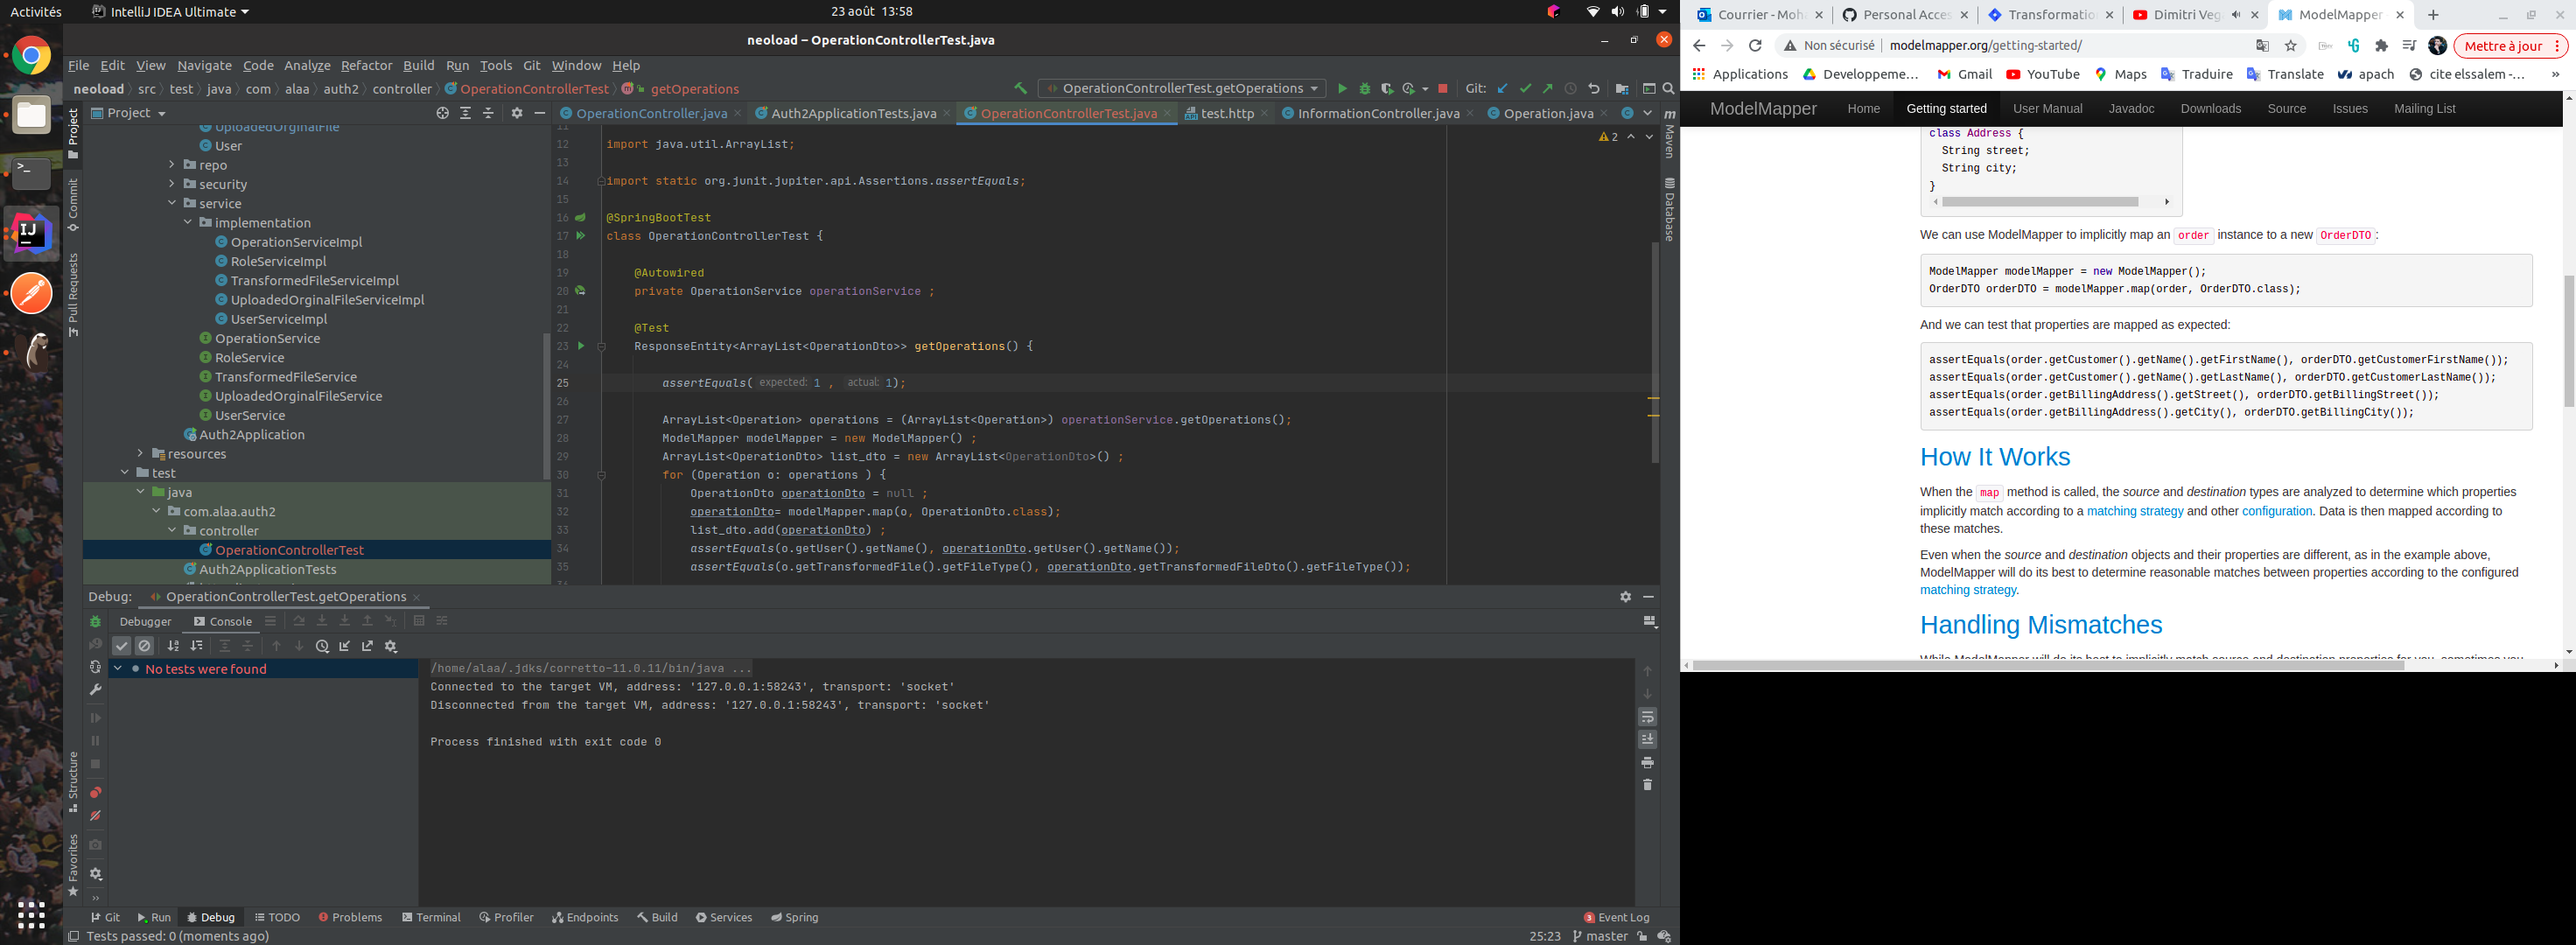 Activités
IntelliJ IDEA Ultimate
23 août 13:58
neoload – OperationControllerTest.java
File Edit View Navigate Code Analyze Refactor Build Run Tools Git Window Help
neoload src test java com alaa auth2 controller OperationControllerTest getOperations
OperationControllerTest.getOperations
Git:
Project
OperationController.java
Auth2ApplicationTests.java
OperationControllerTest.java
test.http
InformationController.java
Operation.java
Project
Commit
Pull Requests
Structure
Favorites
Maven
Database
UploadedOrginalFile
User
repo
security
service
implementation
OperationServiceImpl
RoleServiceImpl
TransformedFileServiceImpl
UploadedOrginalFileServiceImpl
UserServiceImpl
OperationService
RoleService
TransformedFileService
UploadedOrginalFileService
UserService
Auth2Application
resources
test
java
com.alaa.auth2
controller
OperationControllerTest
Auth2ApplicationTests
2
11
12 import java.util.ArrayList;
13
14 import static org.junit.jupiter.api.Assertions.assertEquals;
15
16 @SpringBootTest
17 class OperationControllerTest {
18
19 @Autowired
20 private OperationService operationService ;
21
22 @Test
23 ResponseEntity<ArrayList<OperationDto>> getOperations() {
24
25 assertEquals( expected: 1 , actual: 1);
26
27 ArrayList<Operation> operations = (ArrayList<Operation>) operationService.getOperations();
28 ModelMapper modelMapper = new ModelMapper() ;
29 ArrayList<OperationDto> list_dto = new ArrayList<OperationDto>() ;
30 for (Operation o: operations ) {
31 OperationDto operationDto = null ;
32 operationDto= modelMapper.map(o, OperationDto.class);
33 list_dto.add(operationDto) ;
34 assertEquals(o.getUser().getName(), operationDto.getUser().getName());
35 assertEquals(o.getTransformedFile().getFileType(), operationDto.getTransformedFileDto().getFileType());
Debug: OperationControllerTest.getOperations
Debugger Console
No tests were found
/home/alaa/.jdks/corretto-11.0.11/bin/java ...
Connected to the target VM, address: '127.0.0.1:58243', transport: 'socket'
Disconnected from the target VM, address: '127.0.0.1:58243', transport: 'socket'
Process finished with exit code 0
Git Run Debug TODO Problems Terminal Profiler Endpoints Build Services Spring
3 Event Log
Tests passed: 0 (moments ago)
25:23 master
Courrier - Moha
Personal Acces
Transformatio
Dimitri Veg
ModelMapper
Non sécurisé | modelmapper.org/getting-started/
Mettre à jour
Applications Developpeme... Gmail YouTube Maps Traduire Translate apach cite elssalem -... »
ModelMapper Home Getting started User Manual Javadoc Downloads Source Issues Mailing List
class Address {
String street;
String city;
}
We can use ModelMapper to implicitly map an order instance to a new OrderDTO:
ModelMapper modelMapper = new ModelMapper();
OrderDTO orderDTO = modelMapper.map(order, OrderDTO.class);
And we can test that properties are mapped as expected:
assertEquals(order.getCustomer().getName().getFirstName(), orderDTO.getCustomerFirstName());
assertEquals(order.getCustomer().getName().getLastName(), orderDTO.getCustomerLastName());
assertEquals(order.getBillingAddress().getStreet(), orderDTO.getBillingStreet());
assertEquals(order.getBillingAddress().getCity(), orderDTO.getBillingCity());
How It Works
When the map method is called, the source and destination types are analyzed to determine which properties
implicitly match according to a matching strategy and other configuration. Data is then mapped according to
these matches.
Even when the source and destination objects and their properties are different, as in the example above,
ModelMapper will do its best to determine reasonable matches between properties according to the configured
matching strategy.
Handling Mismatches
While ModelMapper will do its best to implicitly match source and destination properties for you, sometimes you